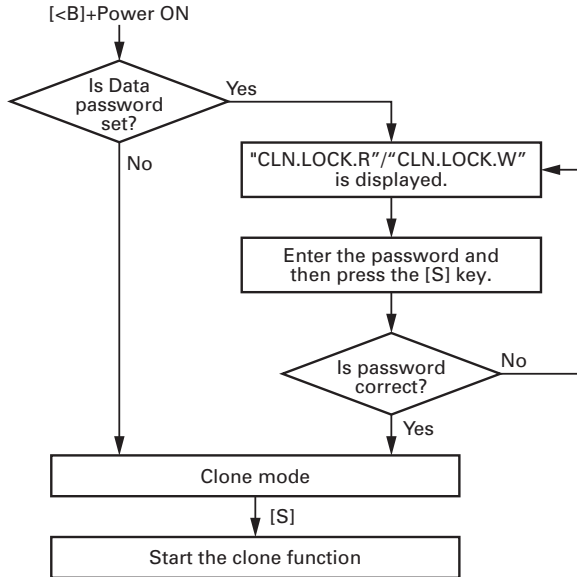 [<B]+Power ON
Is Data
password
set?
Yes
No
"CLN.LOCK.R”/“CLN.LOCK.W”
is displayed.
Enter the password and
then press the [S] key.
Is password
correct?
No
Yes
Clone mode
[S]
Start the clone function